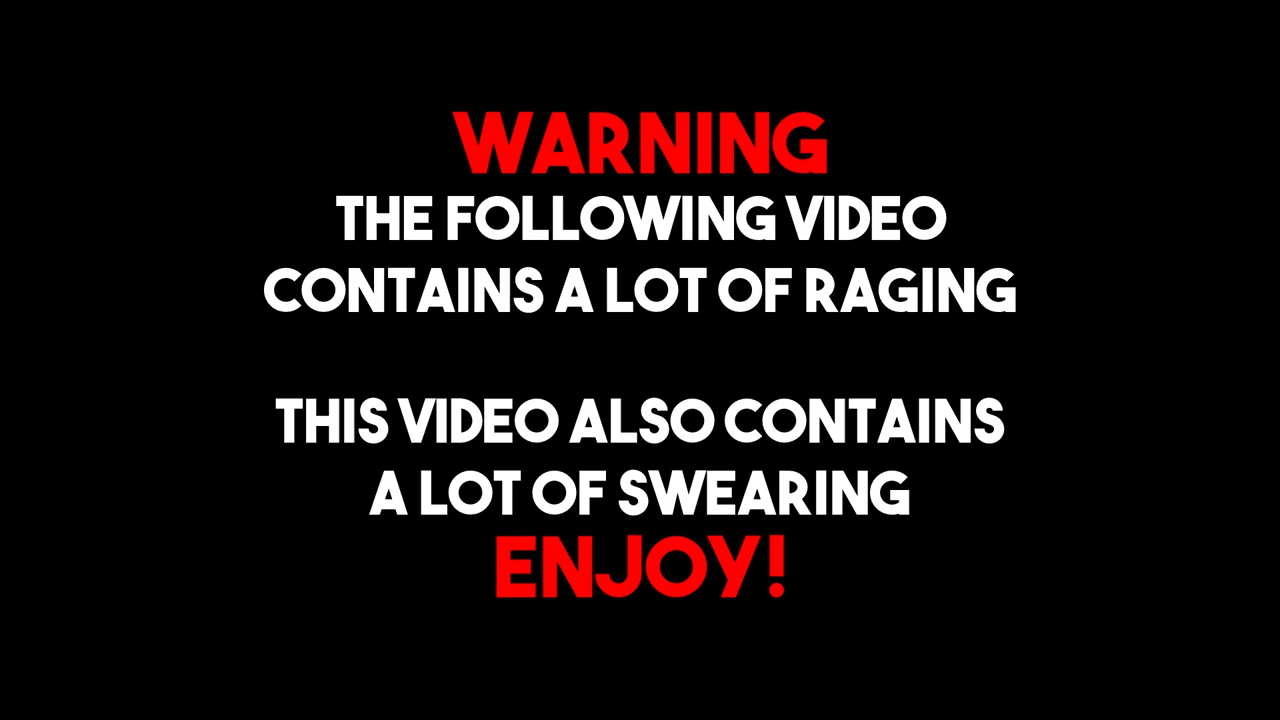 WARNING
THE FOLLOWING VIDEO
CONTAINS A LOT OF RAGING
THIS VIDEO ALSO CONTAINS
A LOT OF SWEARING
ENJOY!